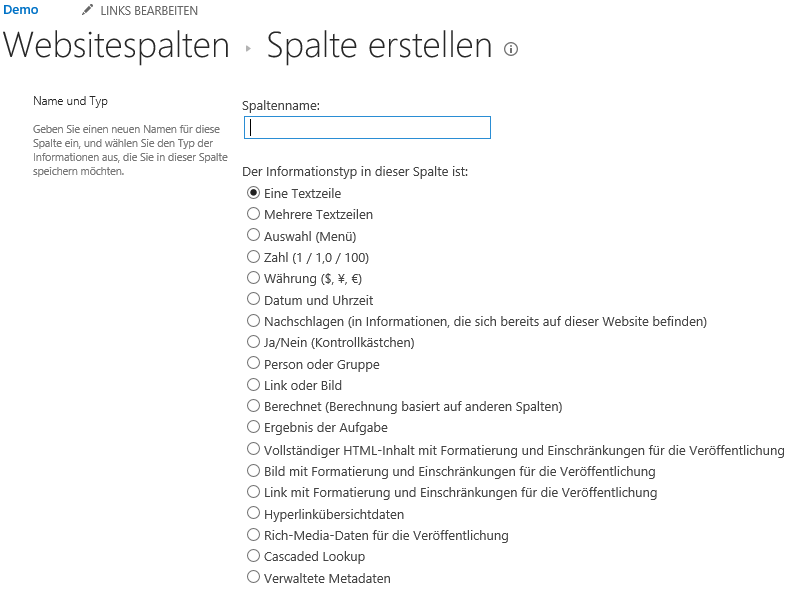 Demo LINKS BEARBEITEN
Websitespalten ▸ Spalte erstellen
Name und Typ
Geben Sie einen neuen Namen für diese
Spalte ein, und wählen Sie den Typ der
Informationen aus, die Sie in dieser Spalte
speichern möchten.
Spaltenname:
Der Informationstyp in dieser Spalte ist:
Eine Textzeile
Mehrere Textzeilen
Auswahl (Menü)
Zahl (1 / 1,0 / 100)
Währung ($, ¥, €)
Datum und Uhrzeit
Nachschlagen (in Informationen, die sich bereits auf dieser Website befinden)
Ja/Nein (Kontrollkästchen)
Person oder Gruppe
Link oder Bild
Berechnet (Berechnung basiert auf anderen Spalten)
Ergebnis der Aufgabe
Vollständiger HTML-Inhalt mit Formatierung und Einschränkungen für die Veröffentlichung
Bild mit Formatierung und Einschränkungen für die Veröffentlichung
Link mit Formatierung und Einschränkungen für die Veröffentlichung
Hyperlinkübersichtdaten
Rich-Media-Daten für die Veröffentlichung
Cascaded Lookup
Verwaltete Metadaten